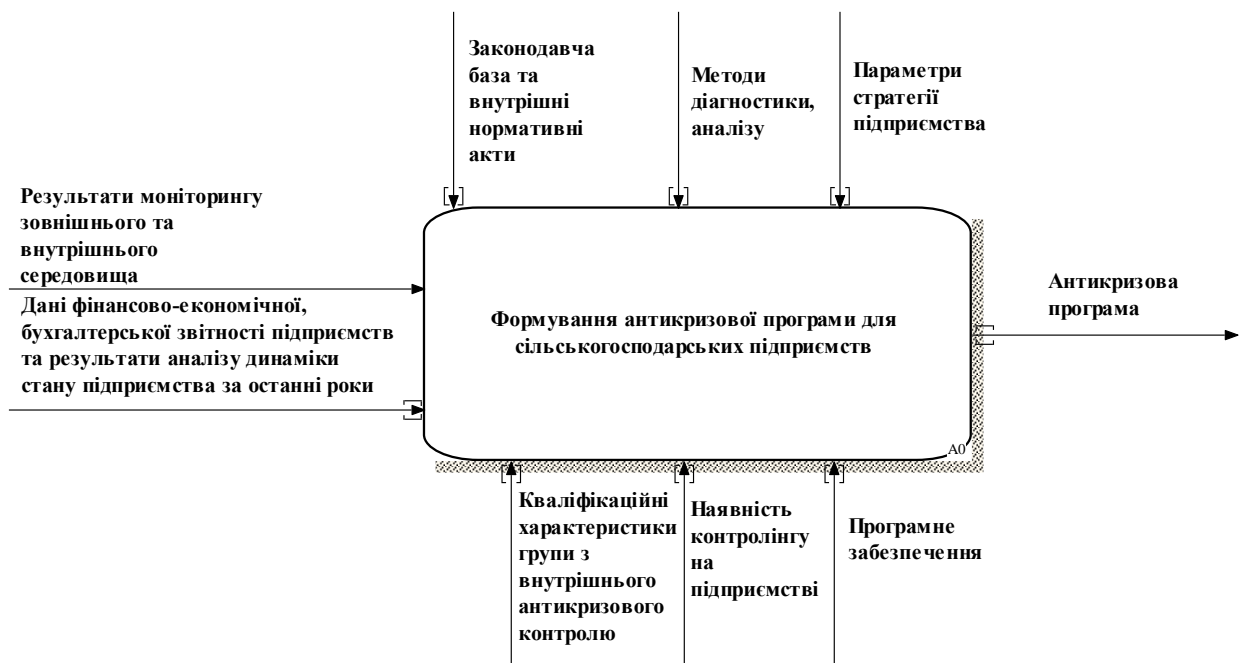 Законодавча
база та
внутрішні
нормативні
акти
Методи
діагностики,
аналізу
Параметри
стратегії
підприємства
Результати моніторингу
зовнішнього та
внутрішнього
середовища
Дані фінансово-економічної,
бухгалтерської звітності підприємств
та результати аналізу динаміки
стану підприємства за останні роки
Формування антикризової програми для
сільськогосподарських підприємств
A0
Антикризова
програма
Кваліфікаційні
характеристики
групи з
внутрішнього
антикризового
контролю
Наявність
контролінгу
на
підприємстві
Програмне
забезпечення